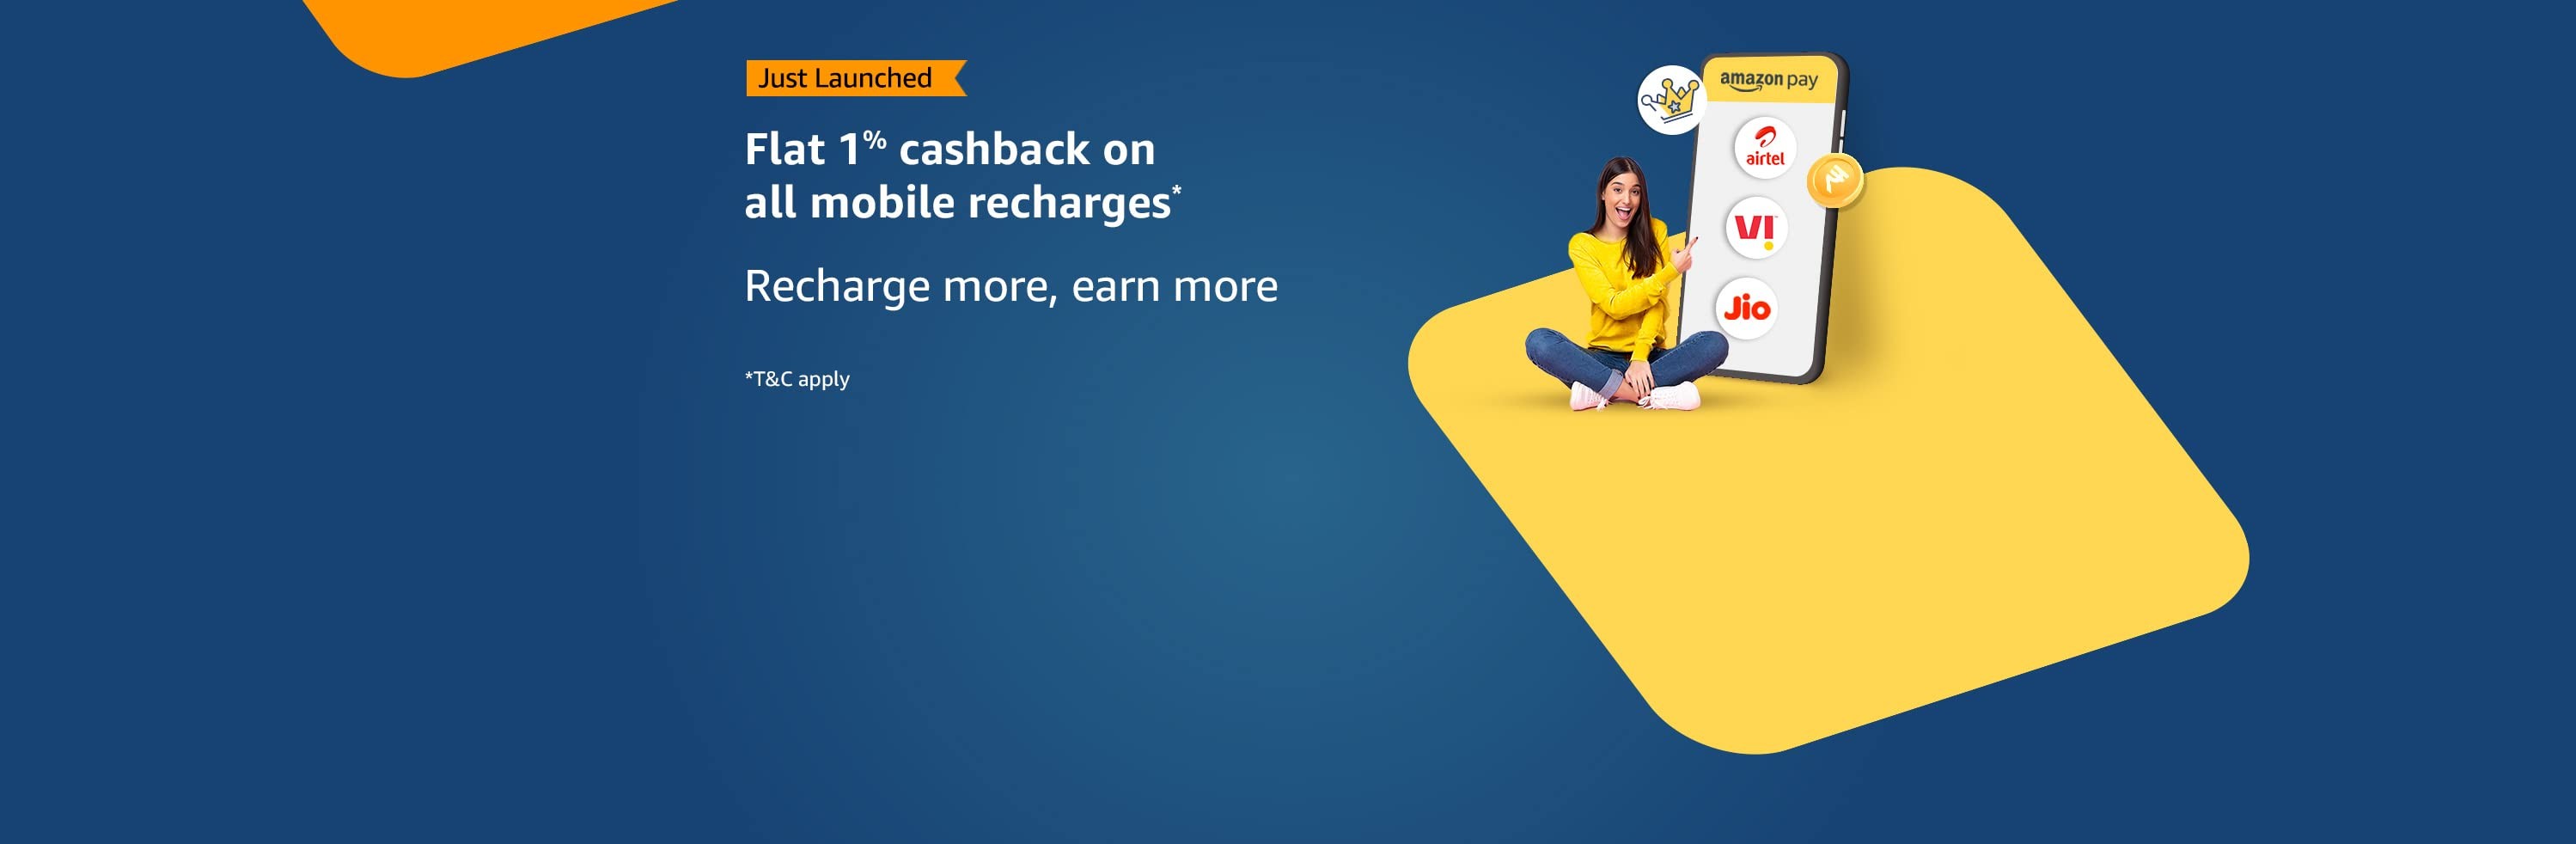 Just Launched
Flat 1% cashback on
all mobile recharges*
Recharge more, earn more
*T&C apply
amazon pay
airtel
VI
Jio